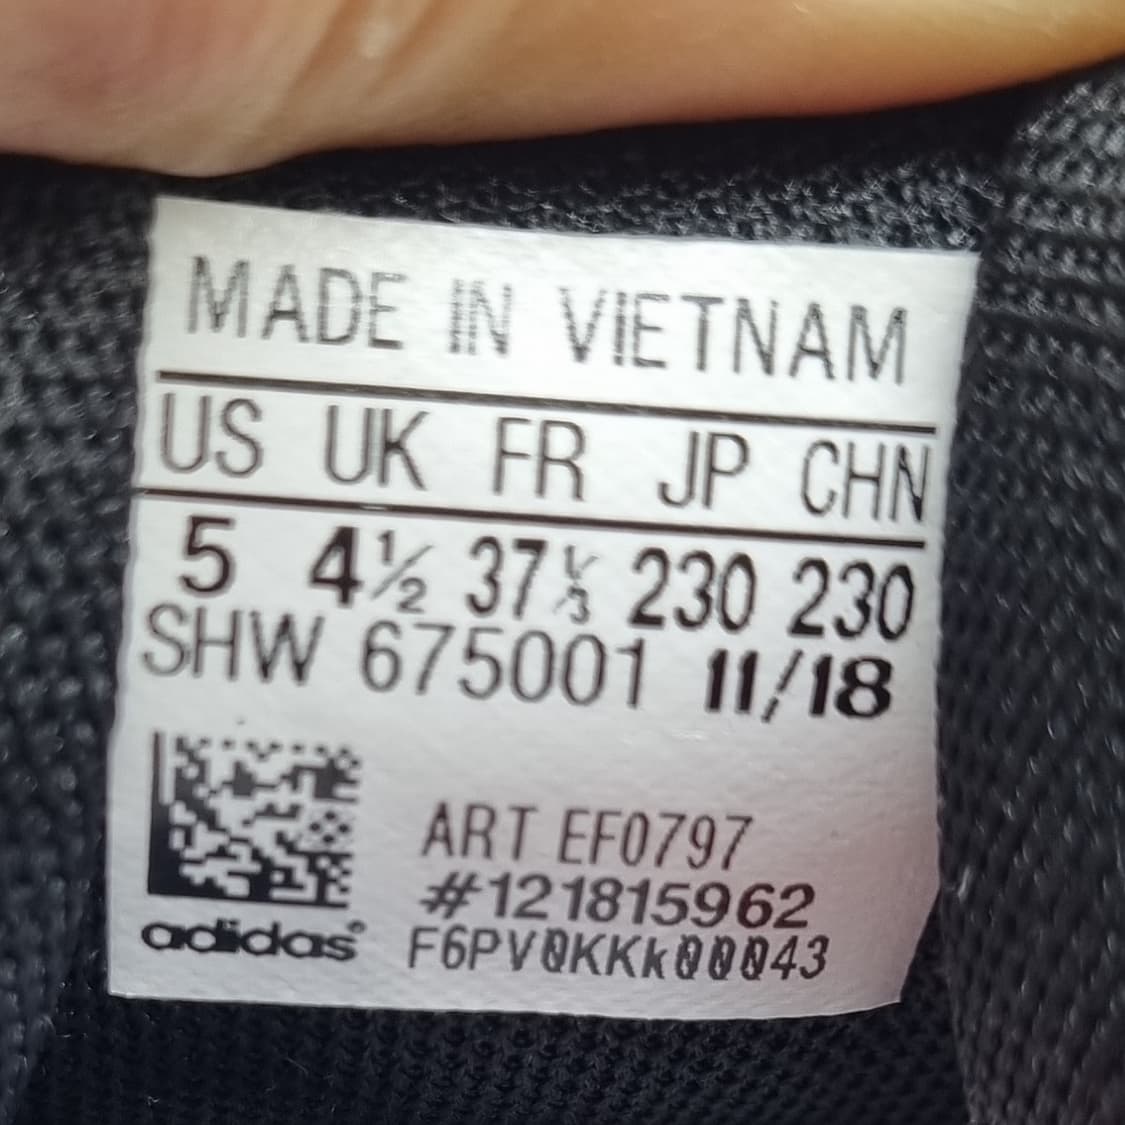 MADE IN VIETNAM
US UK FR JP CHN
5 4½ 37⅓ 230 230
SHW 675001 11/18
ART EF0797
#121815962
adidas® F6PV0KKk00043